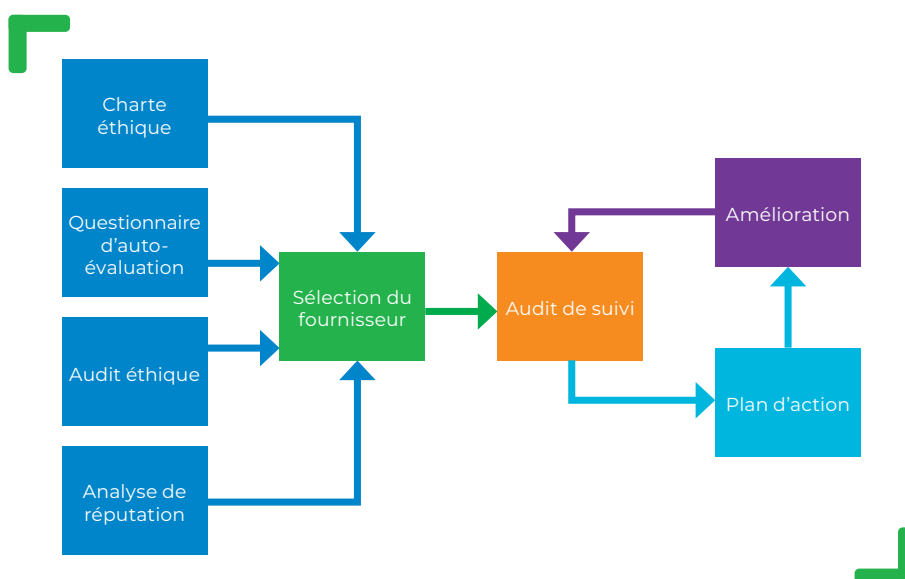 Charte
éthique
Questionnaire
d'auto-
évaluation
Audit éthique
Analyse de
réputation
Sélection du
fournisseur
Audit de suivi
Amélioration
Plan d'action